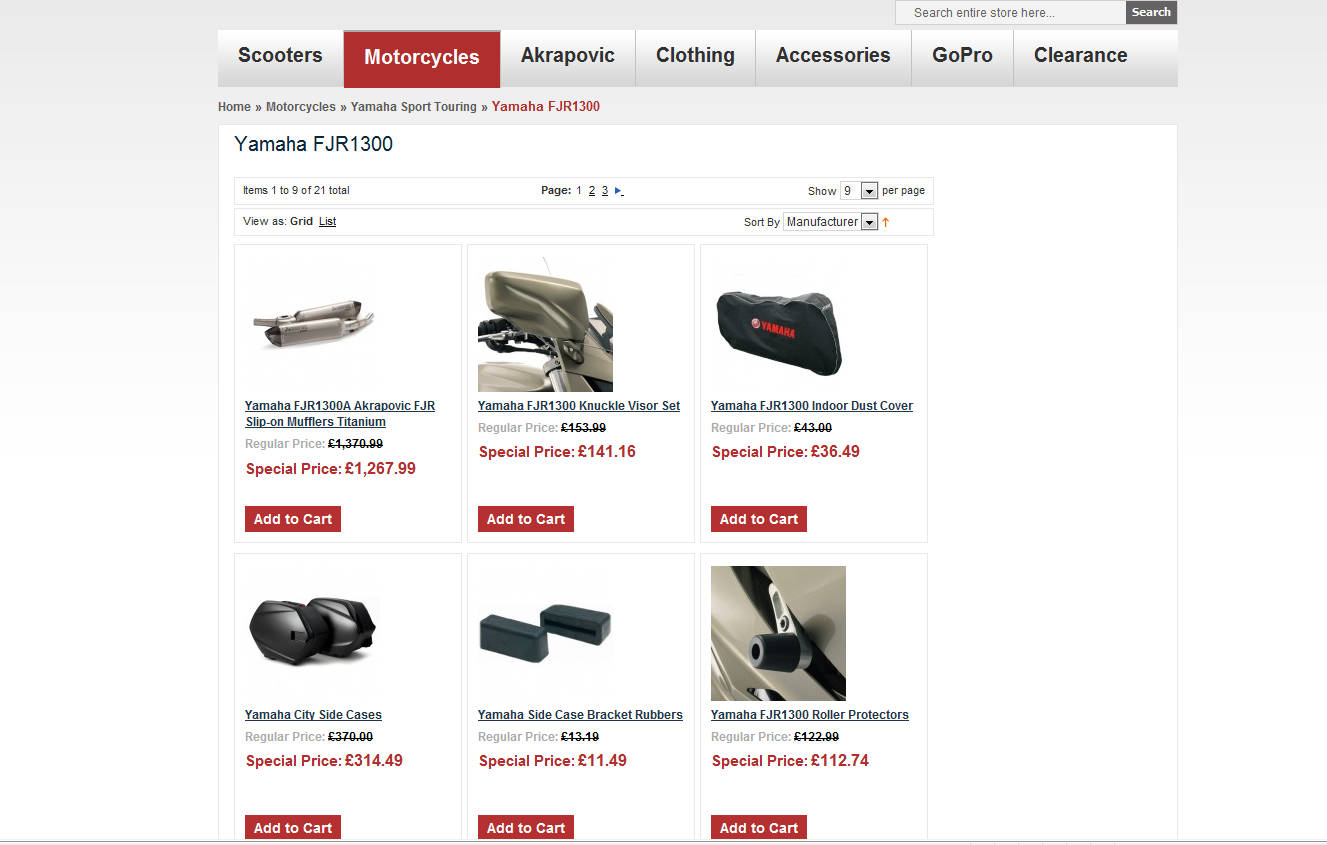 Search entire store here...
Search
Scooters
Motorcycles
Akrapovic
Clothing
Accessories
GoPro
Clearance
Home » Motorcycles » Yamaha Sport Touring » Yamaha FJR1300
Yamaha FJR1300
Items 1 to 9 of 21 total
Page: 1 2 3
Show 9 per page
View as: Grid List
Sort By Manufacturer
YAMAHA
Yamaha FJR1300A Akrapovic FJR
Slip-on Mufflers Titanium
Regular Price: £1,370.99
Special Price: £1,267.99
Add to Cart
Yamaha FJR1300 Knuckle Visor Set
Regular Price: £153.99
Special Price: £141.16
Add to Cart
Yamaha FJR1300 Indoor Dust Cover
Regular Price: £43.00
Special Price: £36.49
Add to Cart
Yamaha City Side Cases
Regular Price: £370.00
Special Price: £314.49
Add to Cart
Yamaha Side Case Bracket Rubbers
Regular Price: £13.19
Special Price: £11.49
Add to Cart
Yamaha FJR1300 Roller Protectors
Regular Price: £122.99
Special Price: £112.74
Add to Cart